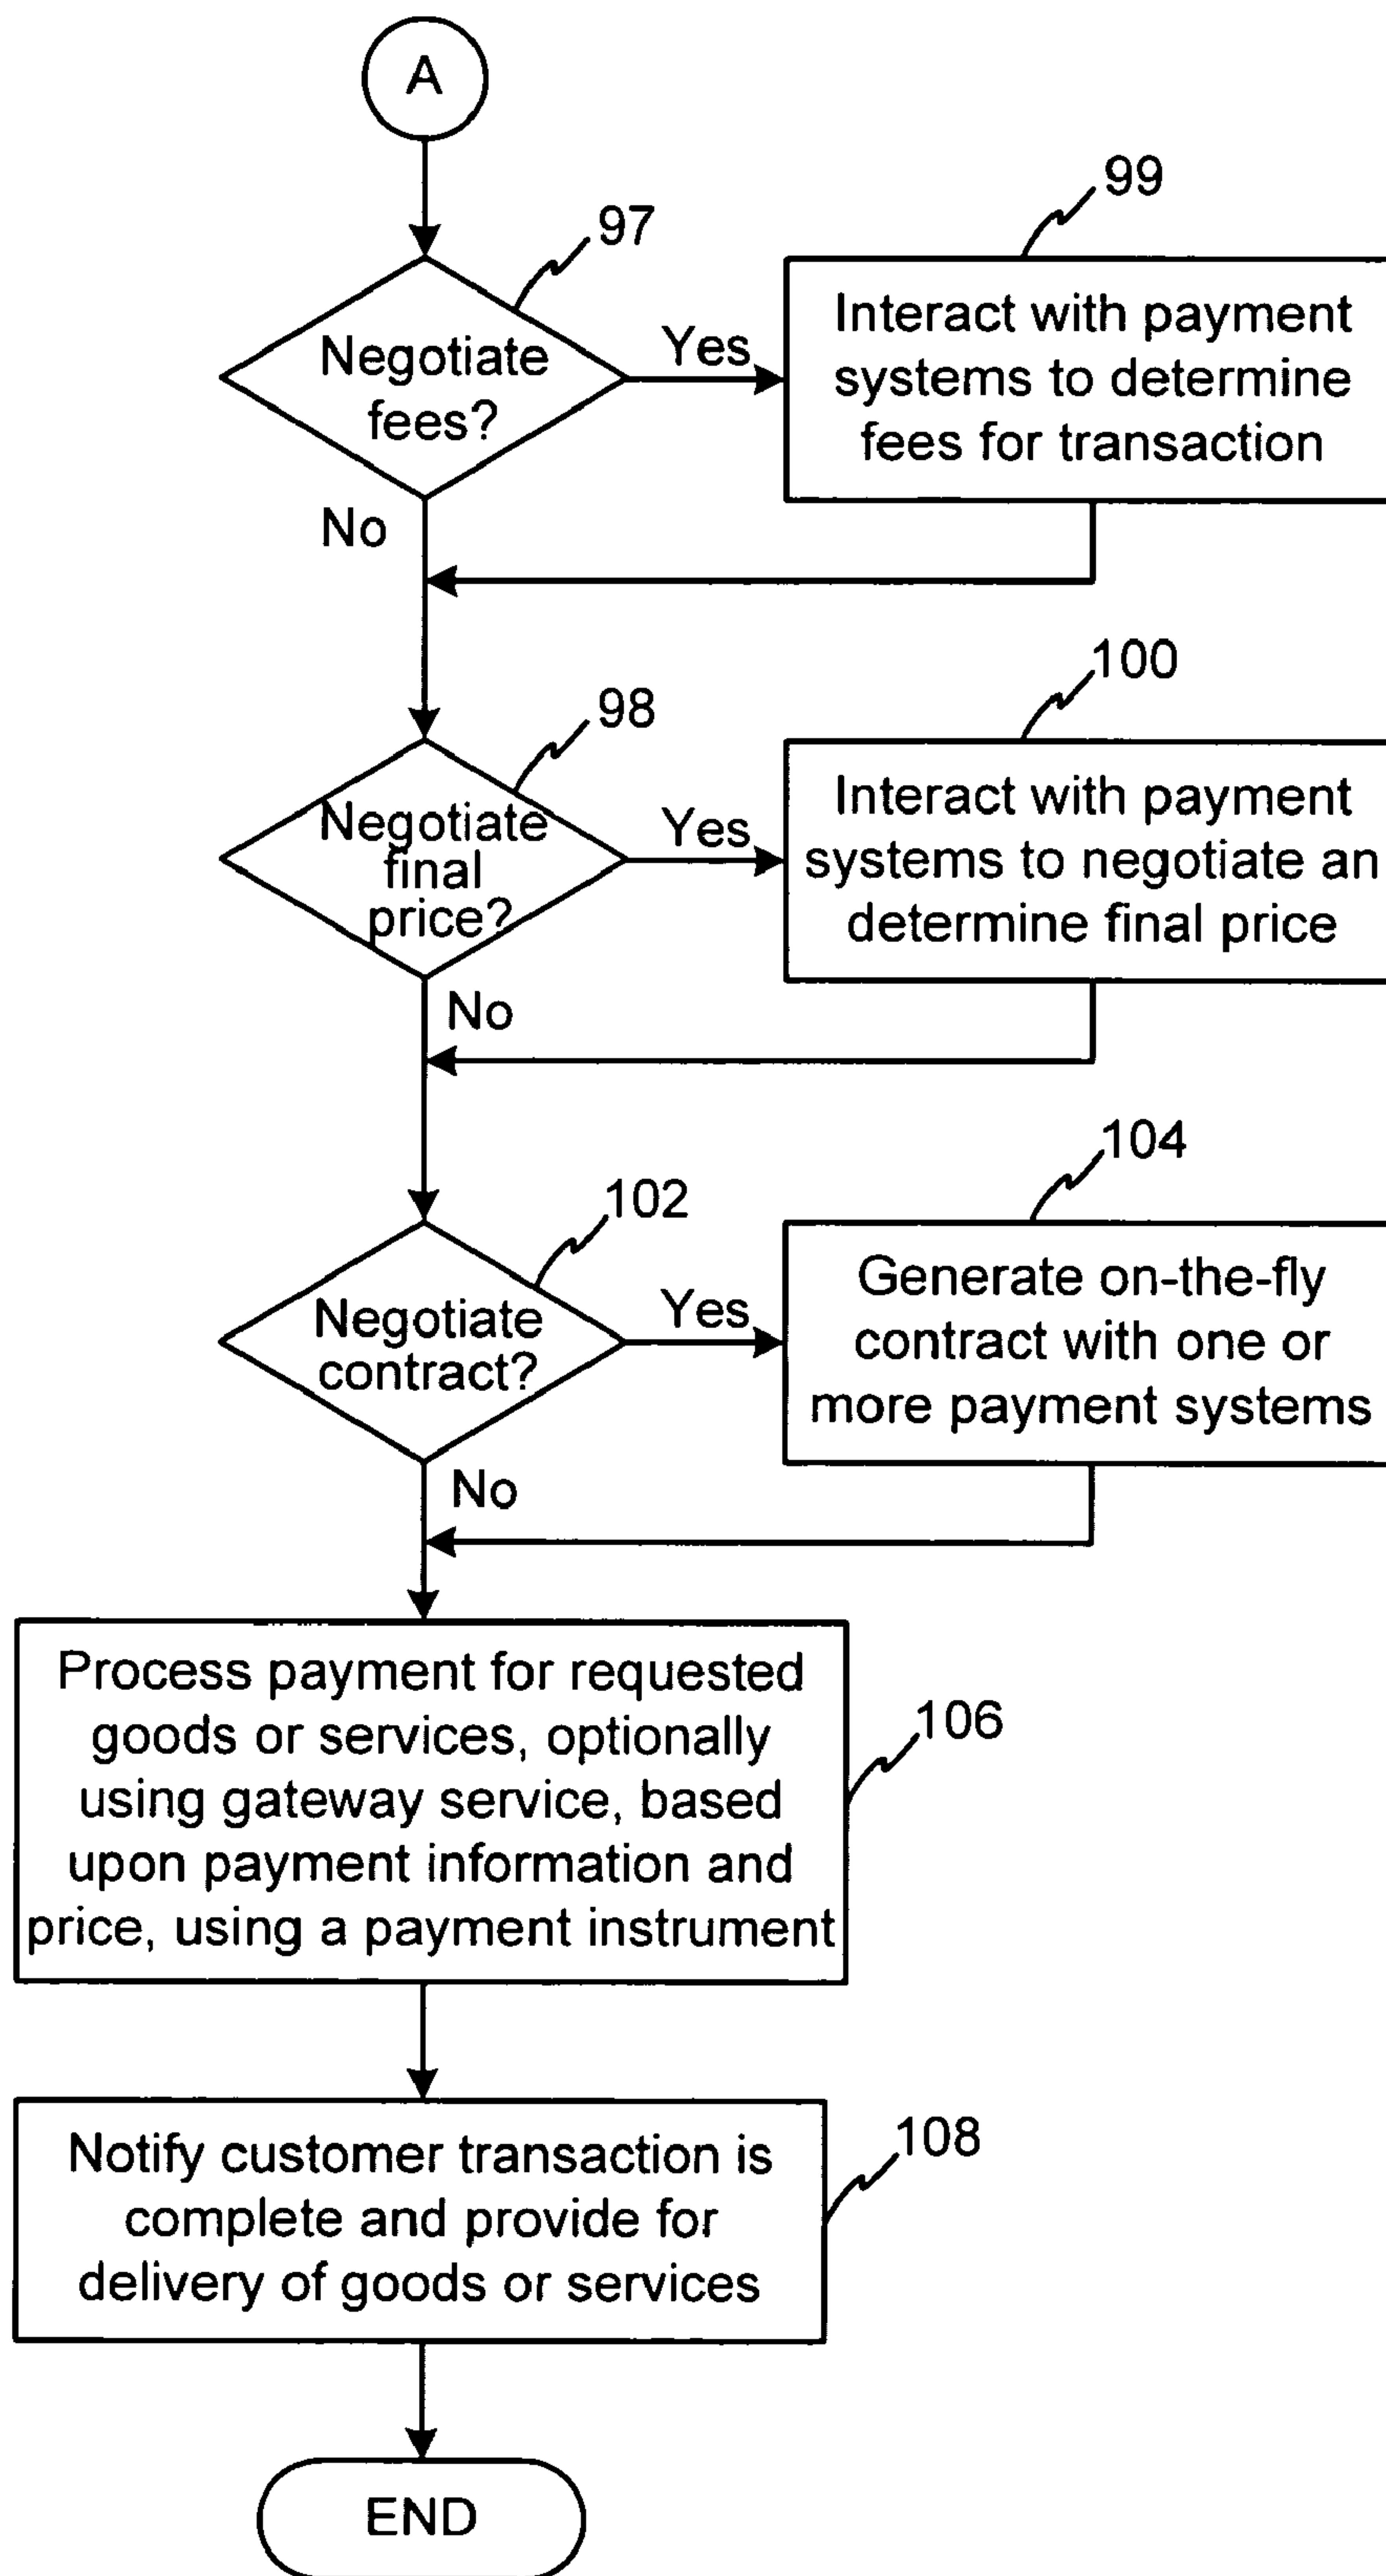 A
97
99
Negotiate
fees?
Yes
Interact with payment
systems to determine
fees for transaction
No
98
100
Negotiate
final
price?
Yes
Interact with payment
systems to negotiate an
determine final price
No
102
104
Negotiate
contract?
Yes
Generate on-the-fly
contract with one or
more payment systems
No
Process payment for requested
goods or services, optionally
using gateway service, based
upon payment information and
price, using a payment instrument
106
Notify customer transaction is
complete and provide for
delivery of goods or services
108
END